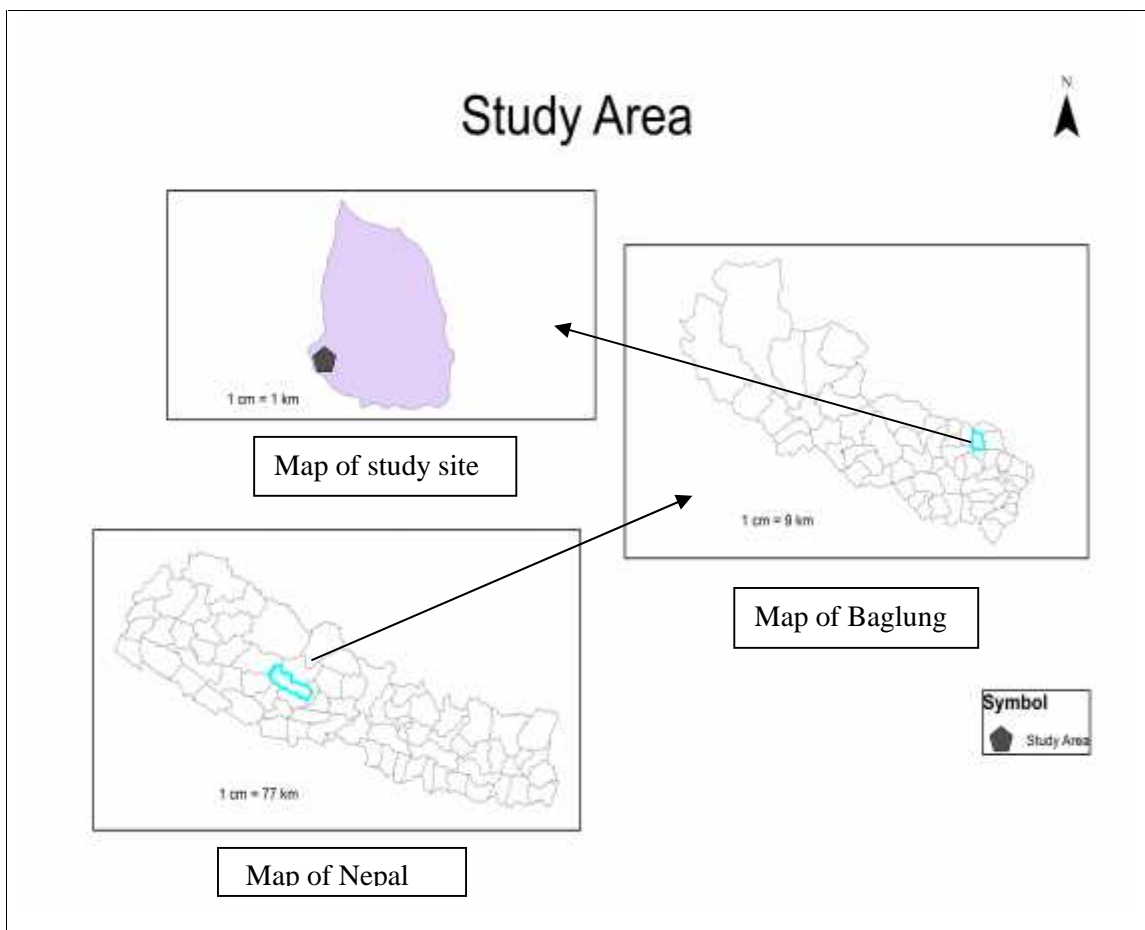 N
Study Area
1 cm = 1 km
Map of study site
1 cm = 9 km
Map of Baglung
1 cm = 77 km
Map of Nepal
Symbol
Study Area